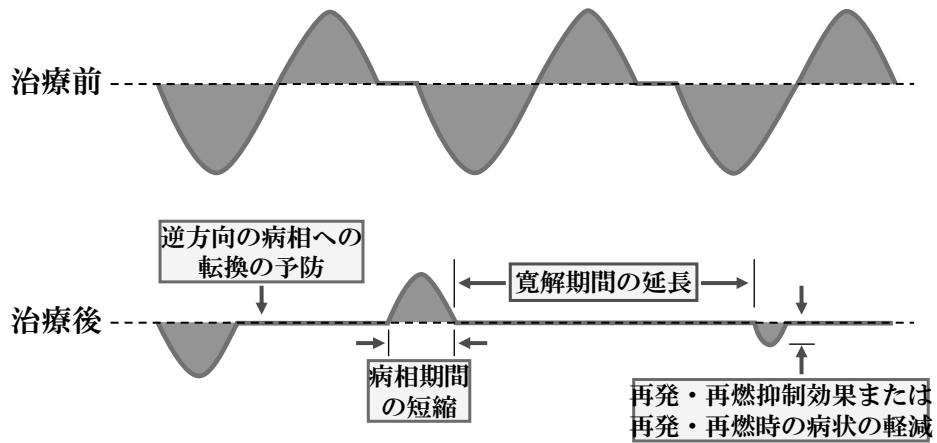 治療前
逆方向の病相への
転換の予防
寛解期間の延長
治療後
病相期間
の短縮
再発・再燃抑制効果または
再発・再燃時の病状の軽減